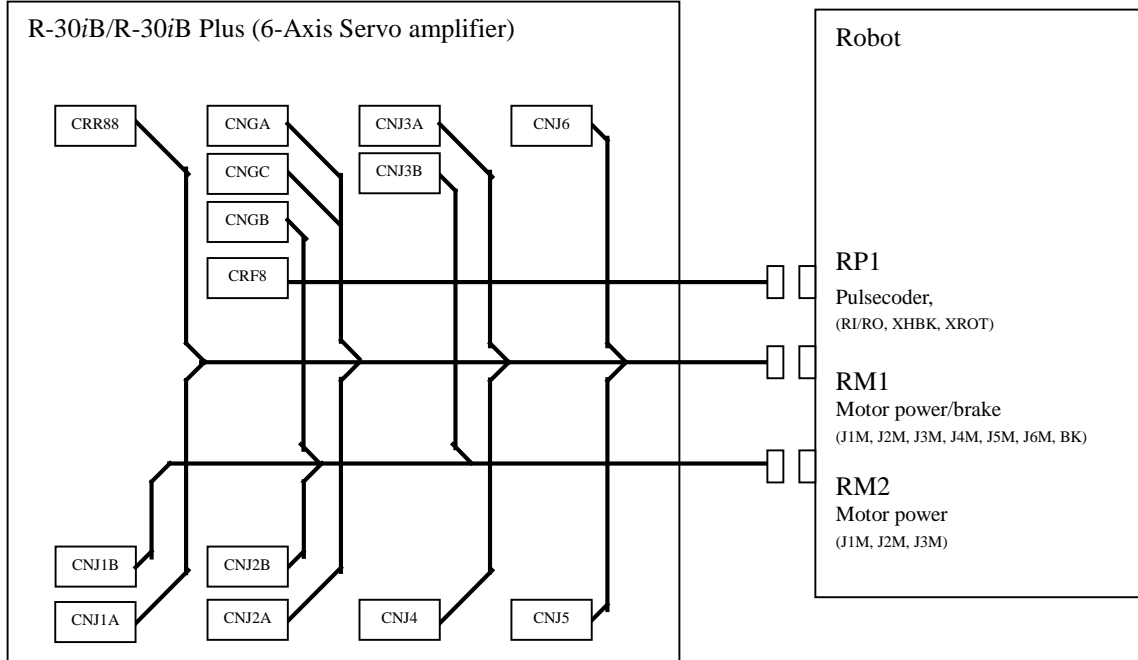 R-30iB/R-30iB Plus (6-Axis Servo amplifier)
CRR88
CNGA
CNJ3A
CNJ6
CNGC
CNJ3B
CNGB
CRF8
CNJ1B
CNJ2B
CNJ1A
CNJ2A
CNJ4
CNJ5
Robot
RP1
Pulsecoder,
(RI/RO, XHBK, XROT)
RM1
Motor power/brake
(J1M, J2M, J3M, J4M, J5M, J6M, BK)
RM2
Motor power
(J1M, J2M, J3M)